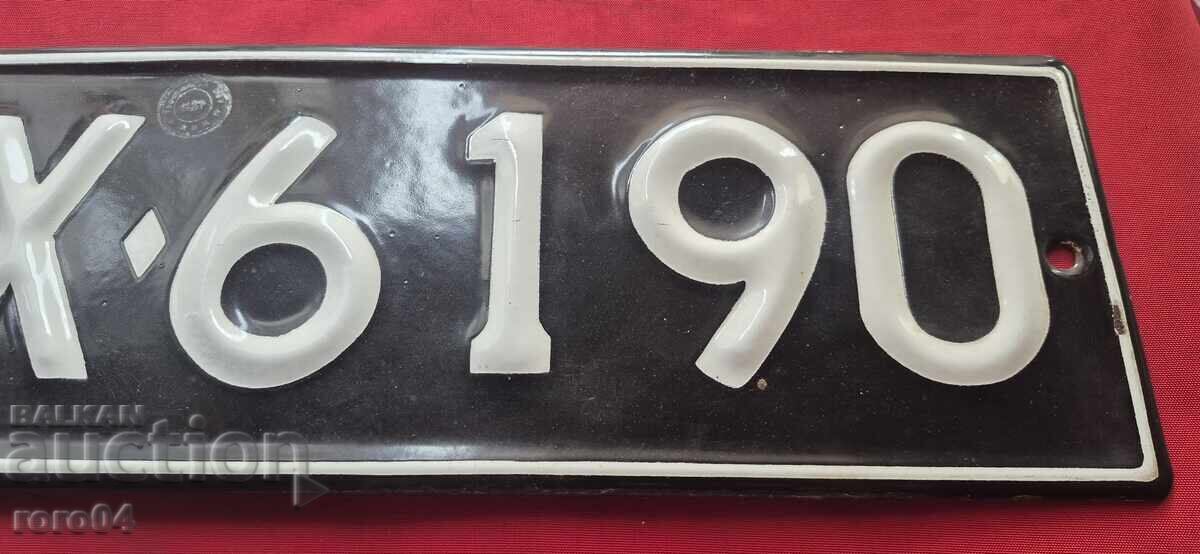 X·6190
BALKAN
auction
roro04